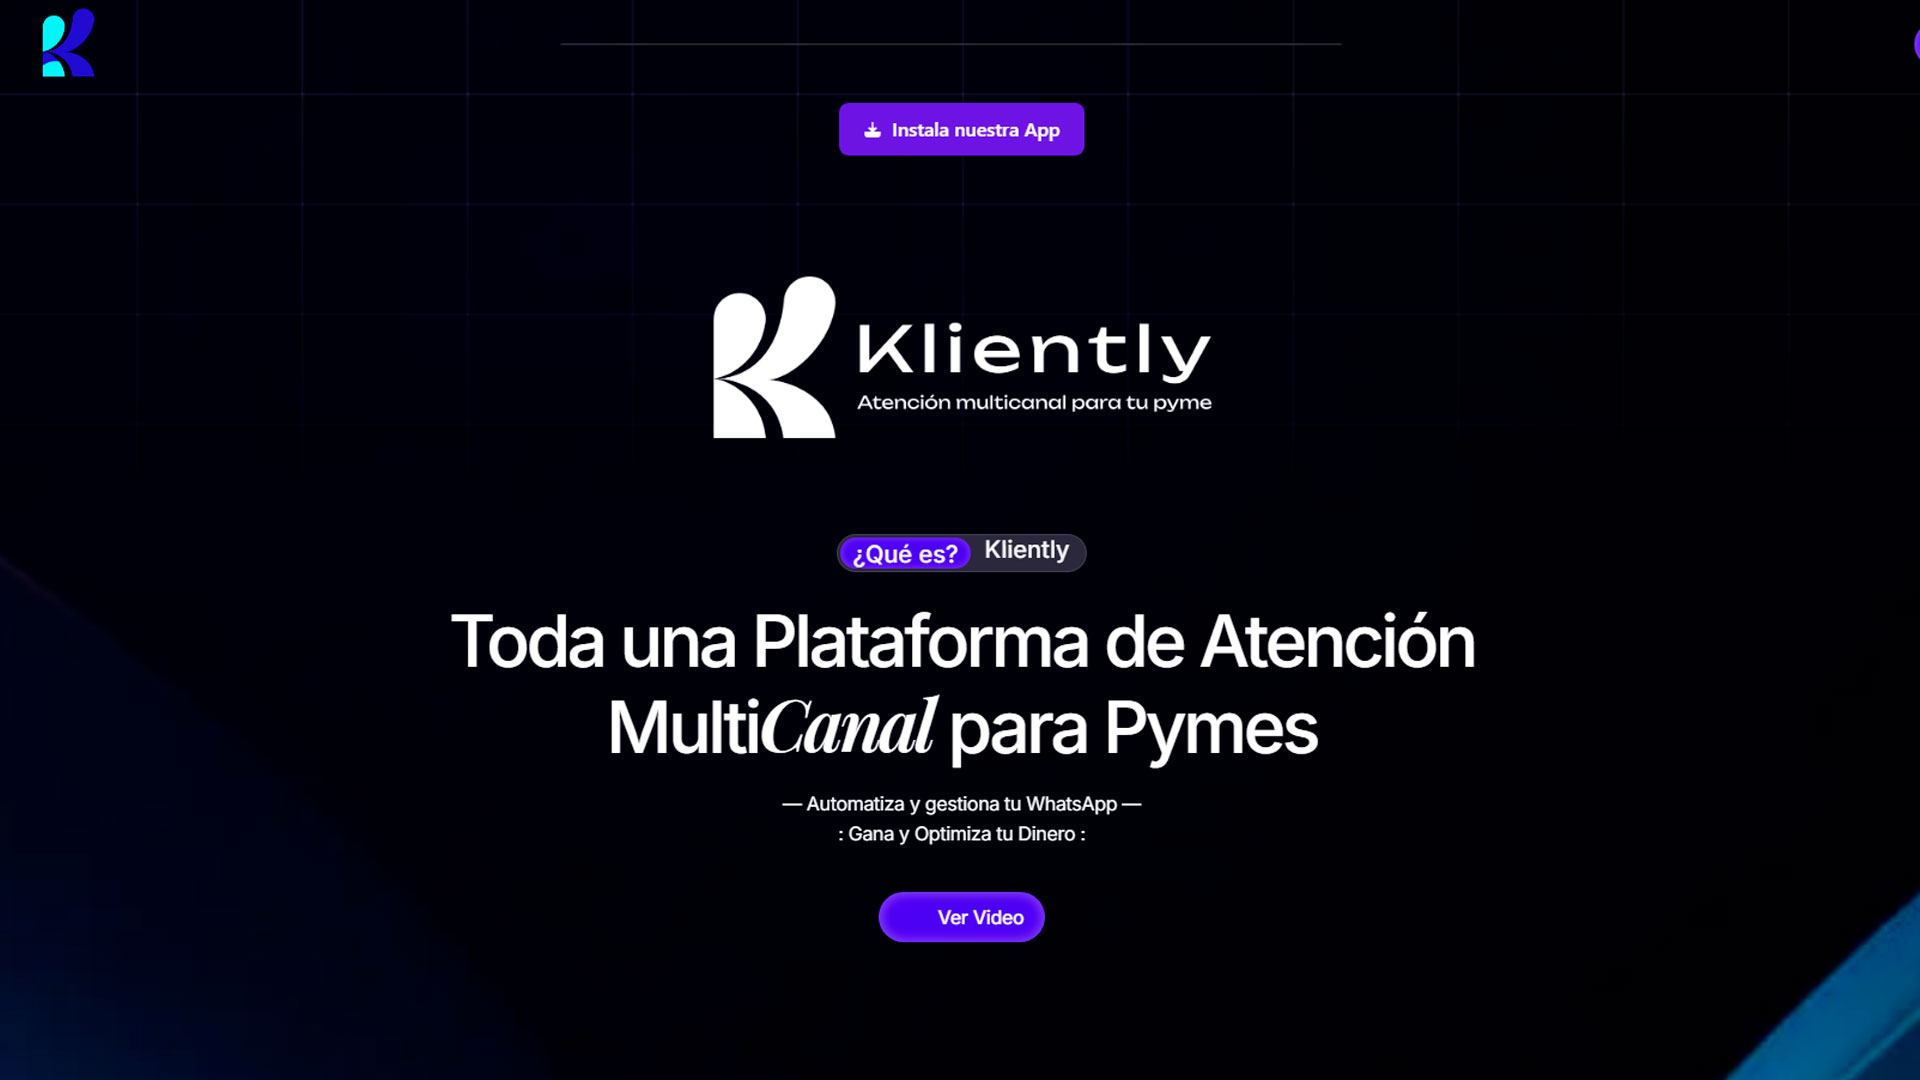 Instala nuestra App
Kliently
Atención multicanal para tu pyme
¿Qué es? Kliently
Toda una Plataforma de Atención
MultiCanal para Pymes
— Automatiza y gestiona tu WhatsApp —
: Gana y Optimiza tu Dinero :
Ver Video